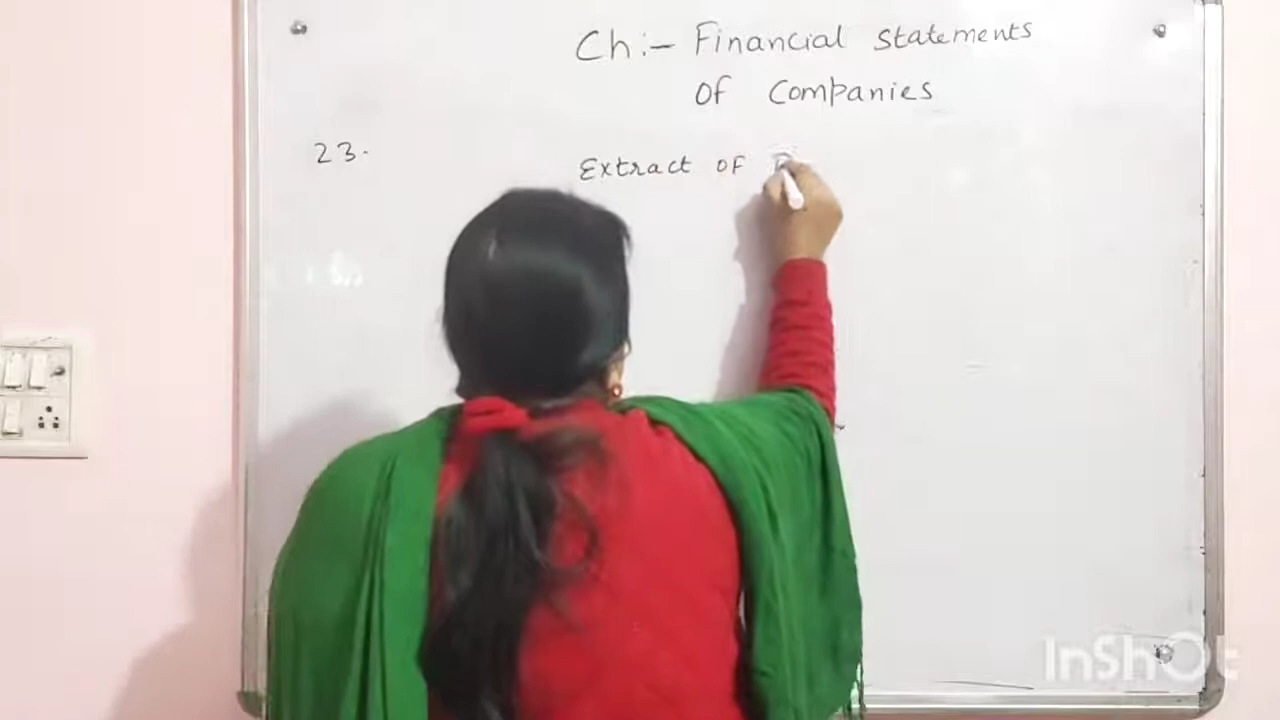 Ch:- Financial Statements
of Companies
23.
Extract of
InShOt